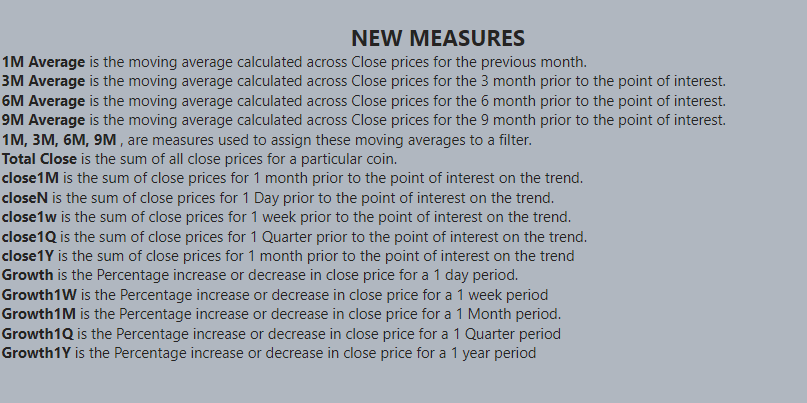 NEW MEASURES
1M Average is the moving average calculated across Close prices for the previous month.
3M Average is the moving average calculated across Close prices for the 3 month prior to the point of interest.
6M Average is the moving average calculated across Close prices for the 6 month prior to the point of interest.
9M Average is the moving average calculated across Close prices for the 9 month prior to the point of interest.
1M, 3M, 6M, 9M , are measures used to assign these moving averages to a filter.
Total Close is the sum of all close prices for a particular coin.
close1M is the sum of close prices for 1 month prior to the point of interest on the trend.
closeN is the sum of close prices for 1 Day prior to the point of interest on the trend.
close1w is the sum of close prices for 1 week prior to the point of interest on the trend.
close1Q is the sum of close prices for 1 Quarter prior to the point of interest on the trend.
close1Y is the sum of close prices for 1 month prior to the point of interest on the trend
Growth is the Percentage increase or decrease in close price for a 1 day period.
Growth1W is the Percentage increase or decrease in close price for a 1 week period
Growth1M is the Percentage increase or decrease in close price for a 1 Month period.
Growth1Q is the Percentage increase or decrease in close price for a 1 Quarter period
Growth1Y is the Percentage increase or decrease in close price for a 1 year period